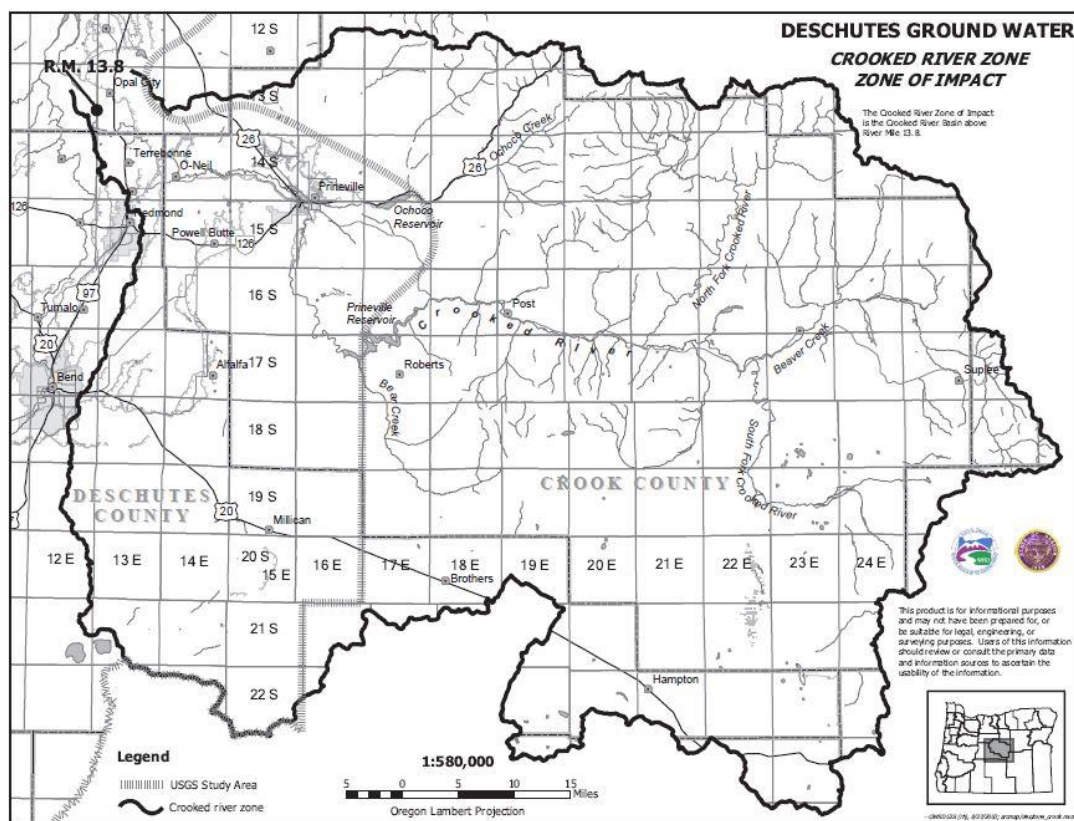 DESCHUTES GROUND WATER
CROOKED RIVER ZONE
ZONE OF IMPACT
The Crooked River Zone of Impact
is the Crooked River Basin above
River Mile 13.8.
R.M. 13.8
Opal City
12 S
13 S
Terrebonne
O-Neil
26
14 S
Prineville
26
Ochoco Creek
Ochoco
Reservoir
126
Redmond
Powell Butte
126
15 S
97
Tumalo
16 S
Prineville
Reservoir
Post
Crooked River
North Fork Crooked River
20
Bend
Alfalfa
17 S
Roberts
Bear Creek
Beaver Creek
Suplee
18 S
South Fork Crooked River
DESCHUTES
COUNTY
20
19 S
CROOK COUNTY
Millican
12 E
13 E
14 E
20 S
15 E
16 E
17 E
18 E
19 E
20 E
21 E
22 E
23 E
24 E
Brothers
21 S
22 S
Hampton
This product is for informational purposes
and may not have been prepared for, or
be suitable for legal, engineering, or
surveying purposes. Users of this information
should review or consult the primary data
and information sources to ascertain the
usability of the information.
Legend
USGS Study Area
Crooked river zone
1:580,000
5 0 5 10 15
Miles
Oregon Lambert Projection